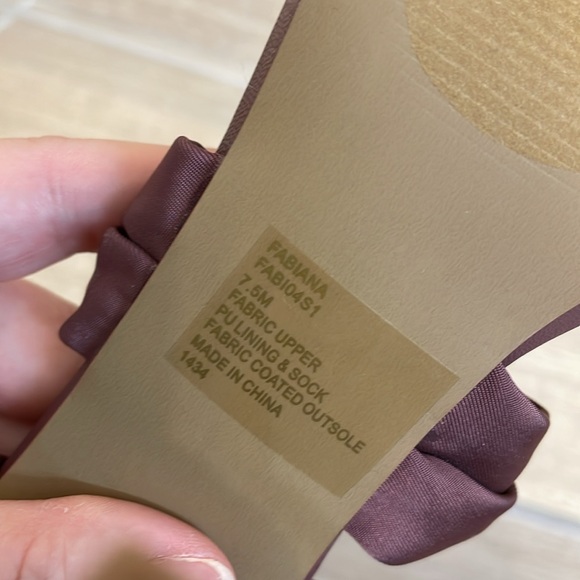 FABIANA
FABI04S1
7.5M
FABRIC UPPER
PU LINING & SOCK
FABRIC COATED OUTSOLE
MADE IN CHINA
1434